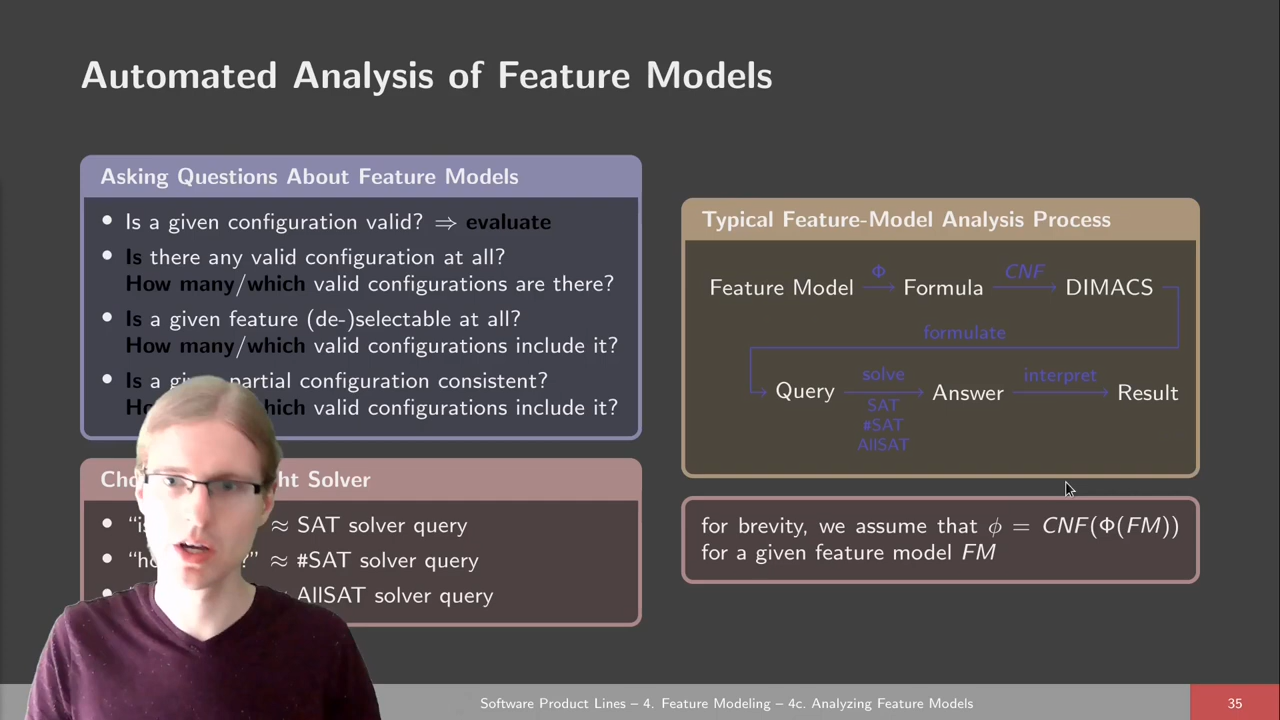 Automated Analysis of Feature Models
Asking Questions About Feature Models
• Is a given configuration valid? ⇒ evaluate
• Is there any valid configuration at all?
How many/which valid configurations are there?
• Is a given feature (de-)selectable at all?
How many/which valid configurations include it?
• Is a given partial configuration consistent?
valid configurations include it?
Solver
≈ SAT solver query
≈ #SAT solver query
≈ AllSAT solver query
Typical Feature-Model Analysis Process
Feature Model Φ Formula CNF DIMACS
formulate
Query solve Answer interpret Result
SAT
#SAT
AllSAT
for brevity, we assume that ϕ = CNF(Φ(FM))
for a given feature model FM
Software Product Lines – 4. Feature Modeling – 4c. Analyzing Feature Models
35